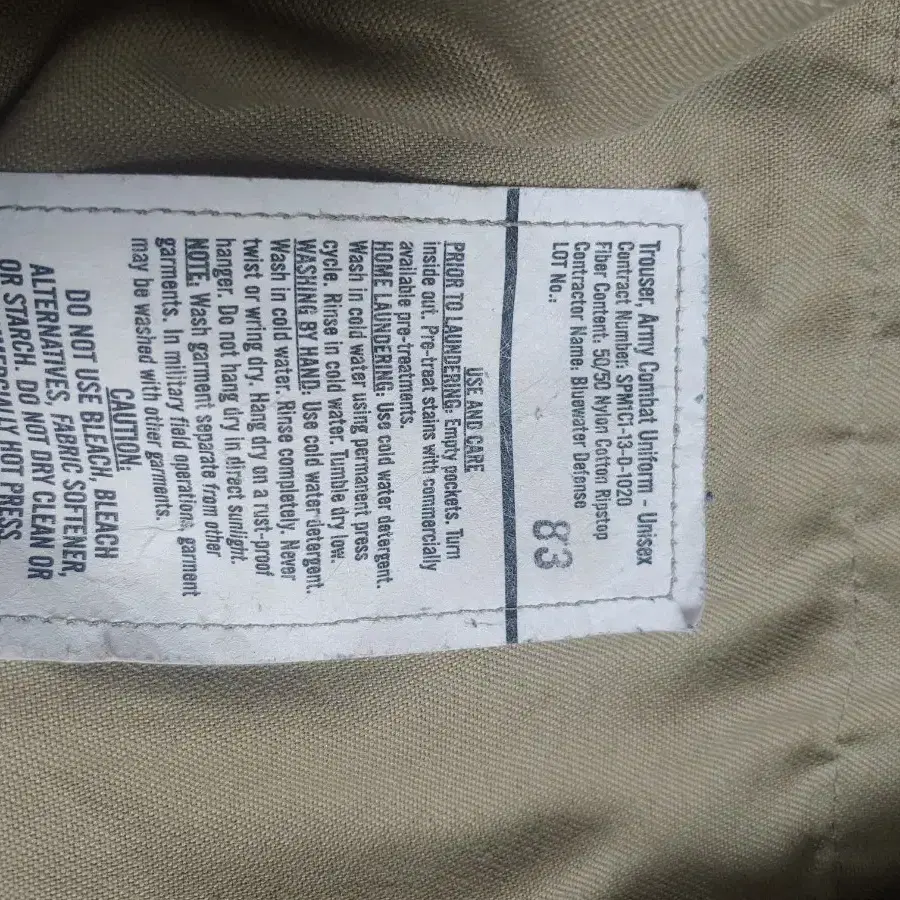 Trouser, Army Combat Uniform - Unisex
Contract Number: SPM1C1-13-D-1020
Fiber Content: 50/50 Nylon Cotton Ripstop
Contractor Name: Bluewater Defense
LOT No.: 83
USE AND CARE
PRIOR TO LAUNDERING: Empty pockets. Turn
inside out. Pre-treat stains with commercially
available pre-treatments.
HOME LAUNDERING: Use cold water detergent.
Wash in cold water using permanent press
cycle. Rinse in cold water. Tumble dry low.
WASHING BY HAND: Use cold water detergent.
Wash in cold water. Rinse completely. Never
twist or wring dry. Hang dry on a rust-proof
hanger. Do not hang dry in direct sunlight.
NOTE: Wash garment separate from other
garments. In military field operations, garment
may be washed with other garments.
CAUTION:
DO NOT USE BLEACH, BLEACH
ALTERNATIVES, FABRIC SOFTENER,
OR STARCH. DO NOT DRY CLEAN OR
HOT PRESS